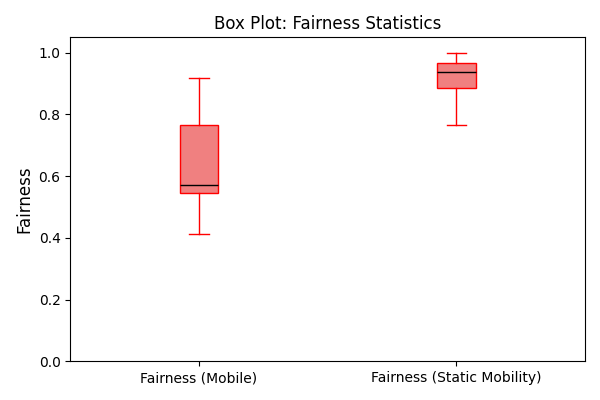 Box Plot: Fairness Statistics
1.0
0.8
0.6
0.4
0.2
0.0
Fairness
Fairness (Mobile)
Fairness (Static Mobility)